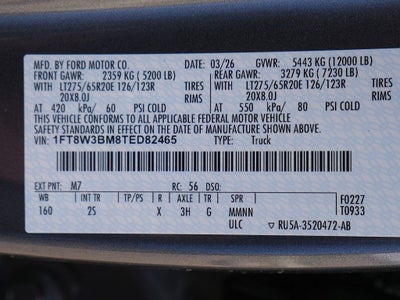 MFD. BY FORD MOTOR CO. 03/26 GVWR: 5443 KG (12000 LB)
FRONT GAWR: 2359 KG (5200 LB) REAR GAWR: 3279 KG (7230 LB)
WITH LT275/65R20E 126/123R TIRES WITH LT275/65R20E 126/123R TIRES
20X8.0J RIMS 20X8.0J RIMS
AT 420 kPa/ 60 PSI COLD AT 550 kPa/ 80 PSI COLD
THIS VEHICLE CONFORMS TO ALL APPLICABLE FEDERAL MOTOR
VEHICLE SAFETY STANDARDS IN EFFECT ON THE DATE OF MANUFACTURE SHOWN ABOVE.
VIN: 1FT8W3BM8TED82465 TYPE: Truck
EXT PNT: M7 RC: 56 DSO: F0227
WB INT TR TP/PS R AXLE TR SPR T0933
160 2S X 3H G MMNN
ULC ▼RU5A-3520472-AB